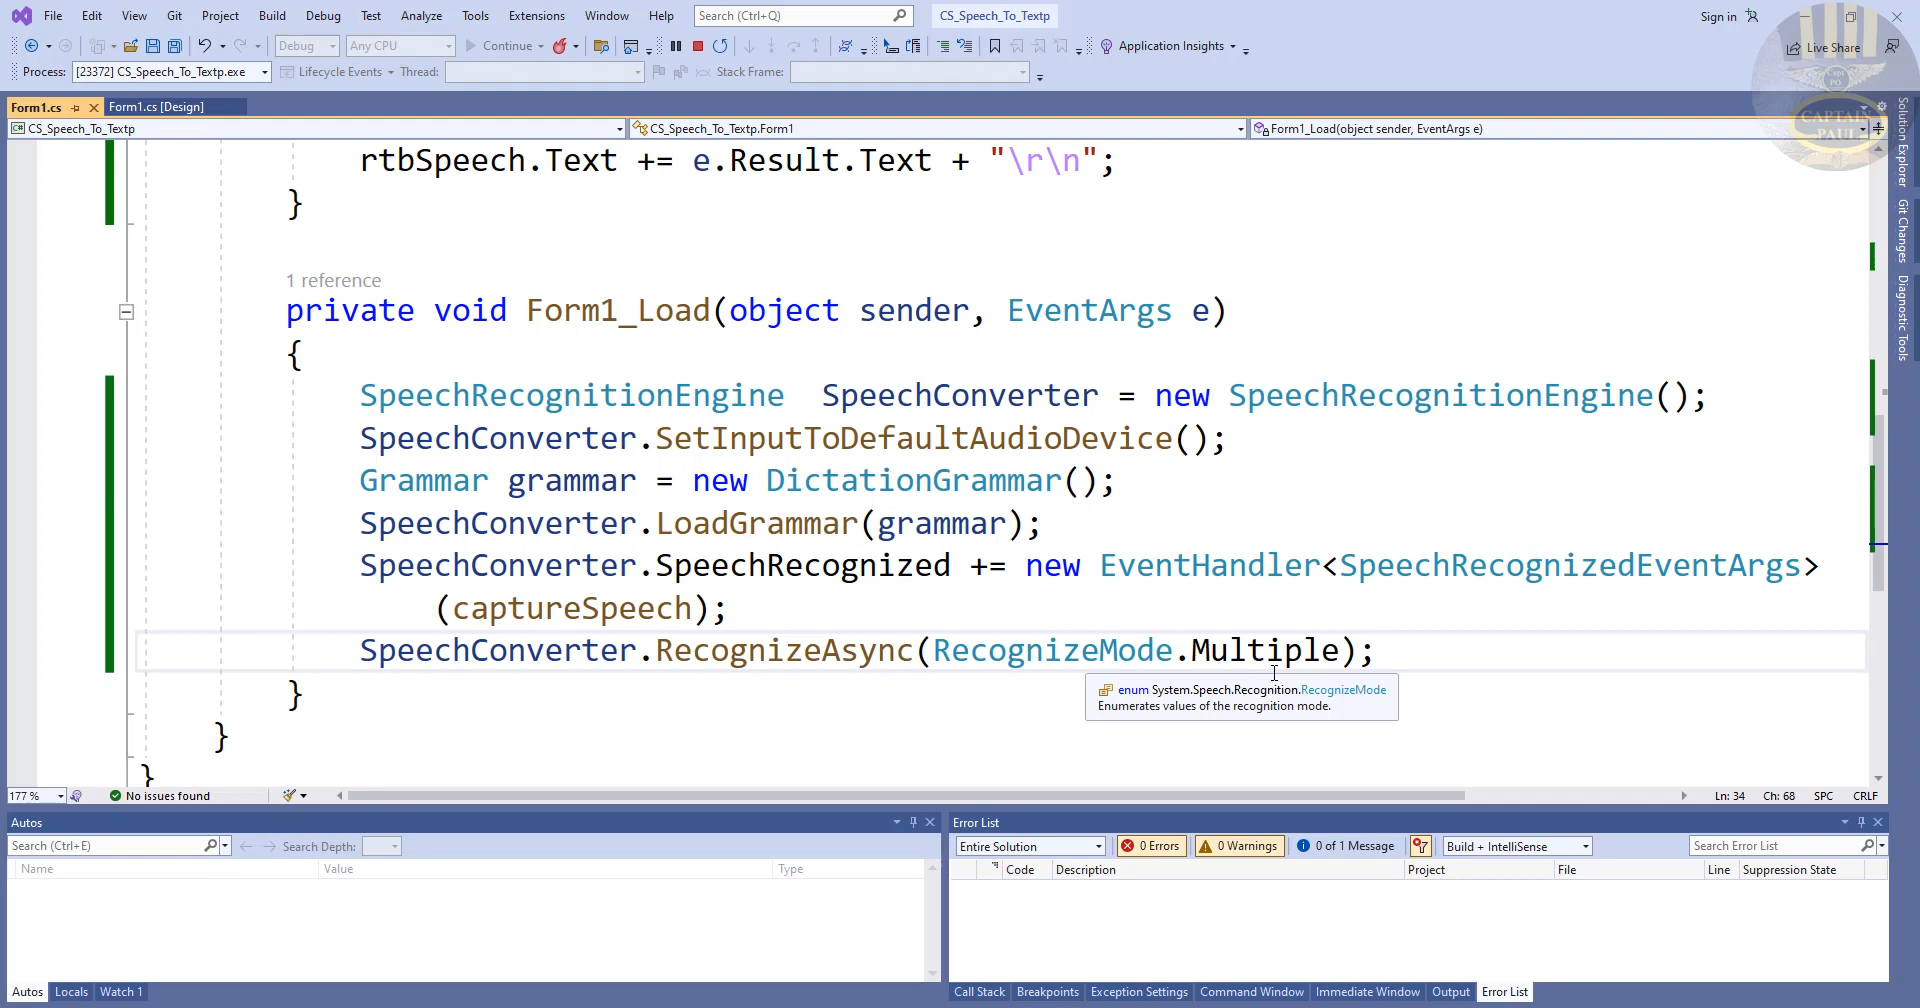 File Edit View Git Project Build Debug Test Analyze Tools Extensions Window Help Search (Ctrl+Q) CS_Speech_To_Textp Sign in
Debug Any CPU Continue Application Insights Live Share
Process: [23372] CS_Speech_To_Textp.exe Lifecycle Events Thread: Stack Frame:
Capt
PO
CAPTAIN
PAUL
Form1.cs Form1.cs [Design]
CS_Speech_To_Textp CS_Speech_To_Textp.Form1 Form1_Load(object sender, EventArgs e)
rtbSpeech.Text += e.Result.Text + "\r\n";
}
1 reference
private void Form1_Load(object sender, EventArgs e)
{
SpeechRecognitionEngine  SpeechConverter = new SpeechRecognitionEngine();
SpeechConverter.SetInputToDefaultAudioDevice();
Grammar grammar = new DictationGrammar();
SpeechConverter.LoadGrammar(grammar);
SpeechConverter.SpeechRecognized += new EventHandler<SpeechRecognizedEventArgs>
(captureSpeech);
SpeechConverter.RecognizeAsync(RecognizeMode.Multiple);
enum System.Speech.Recognition.RecognizeMode
Enumerates values of the recognition mode.
}
}
}
Solution Explorer
Git Changes
Diagnostic Tools
177 % No issues found Ln: 34 Ch: 68 SPC CRLF
Autos
Search (Ctrl+E) Search Depth:
Name Value Type
Autos Locals Watch 1
Error List
Entire Solution 0 Errors 0 Warnings 0 of 1 Message Build + IntelliSense Search Error List
Code Description Project File Line Suppression State
Call Stack Breakpoints Exception Settings Command Window Immediate Window Output Error List